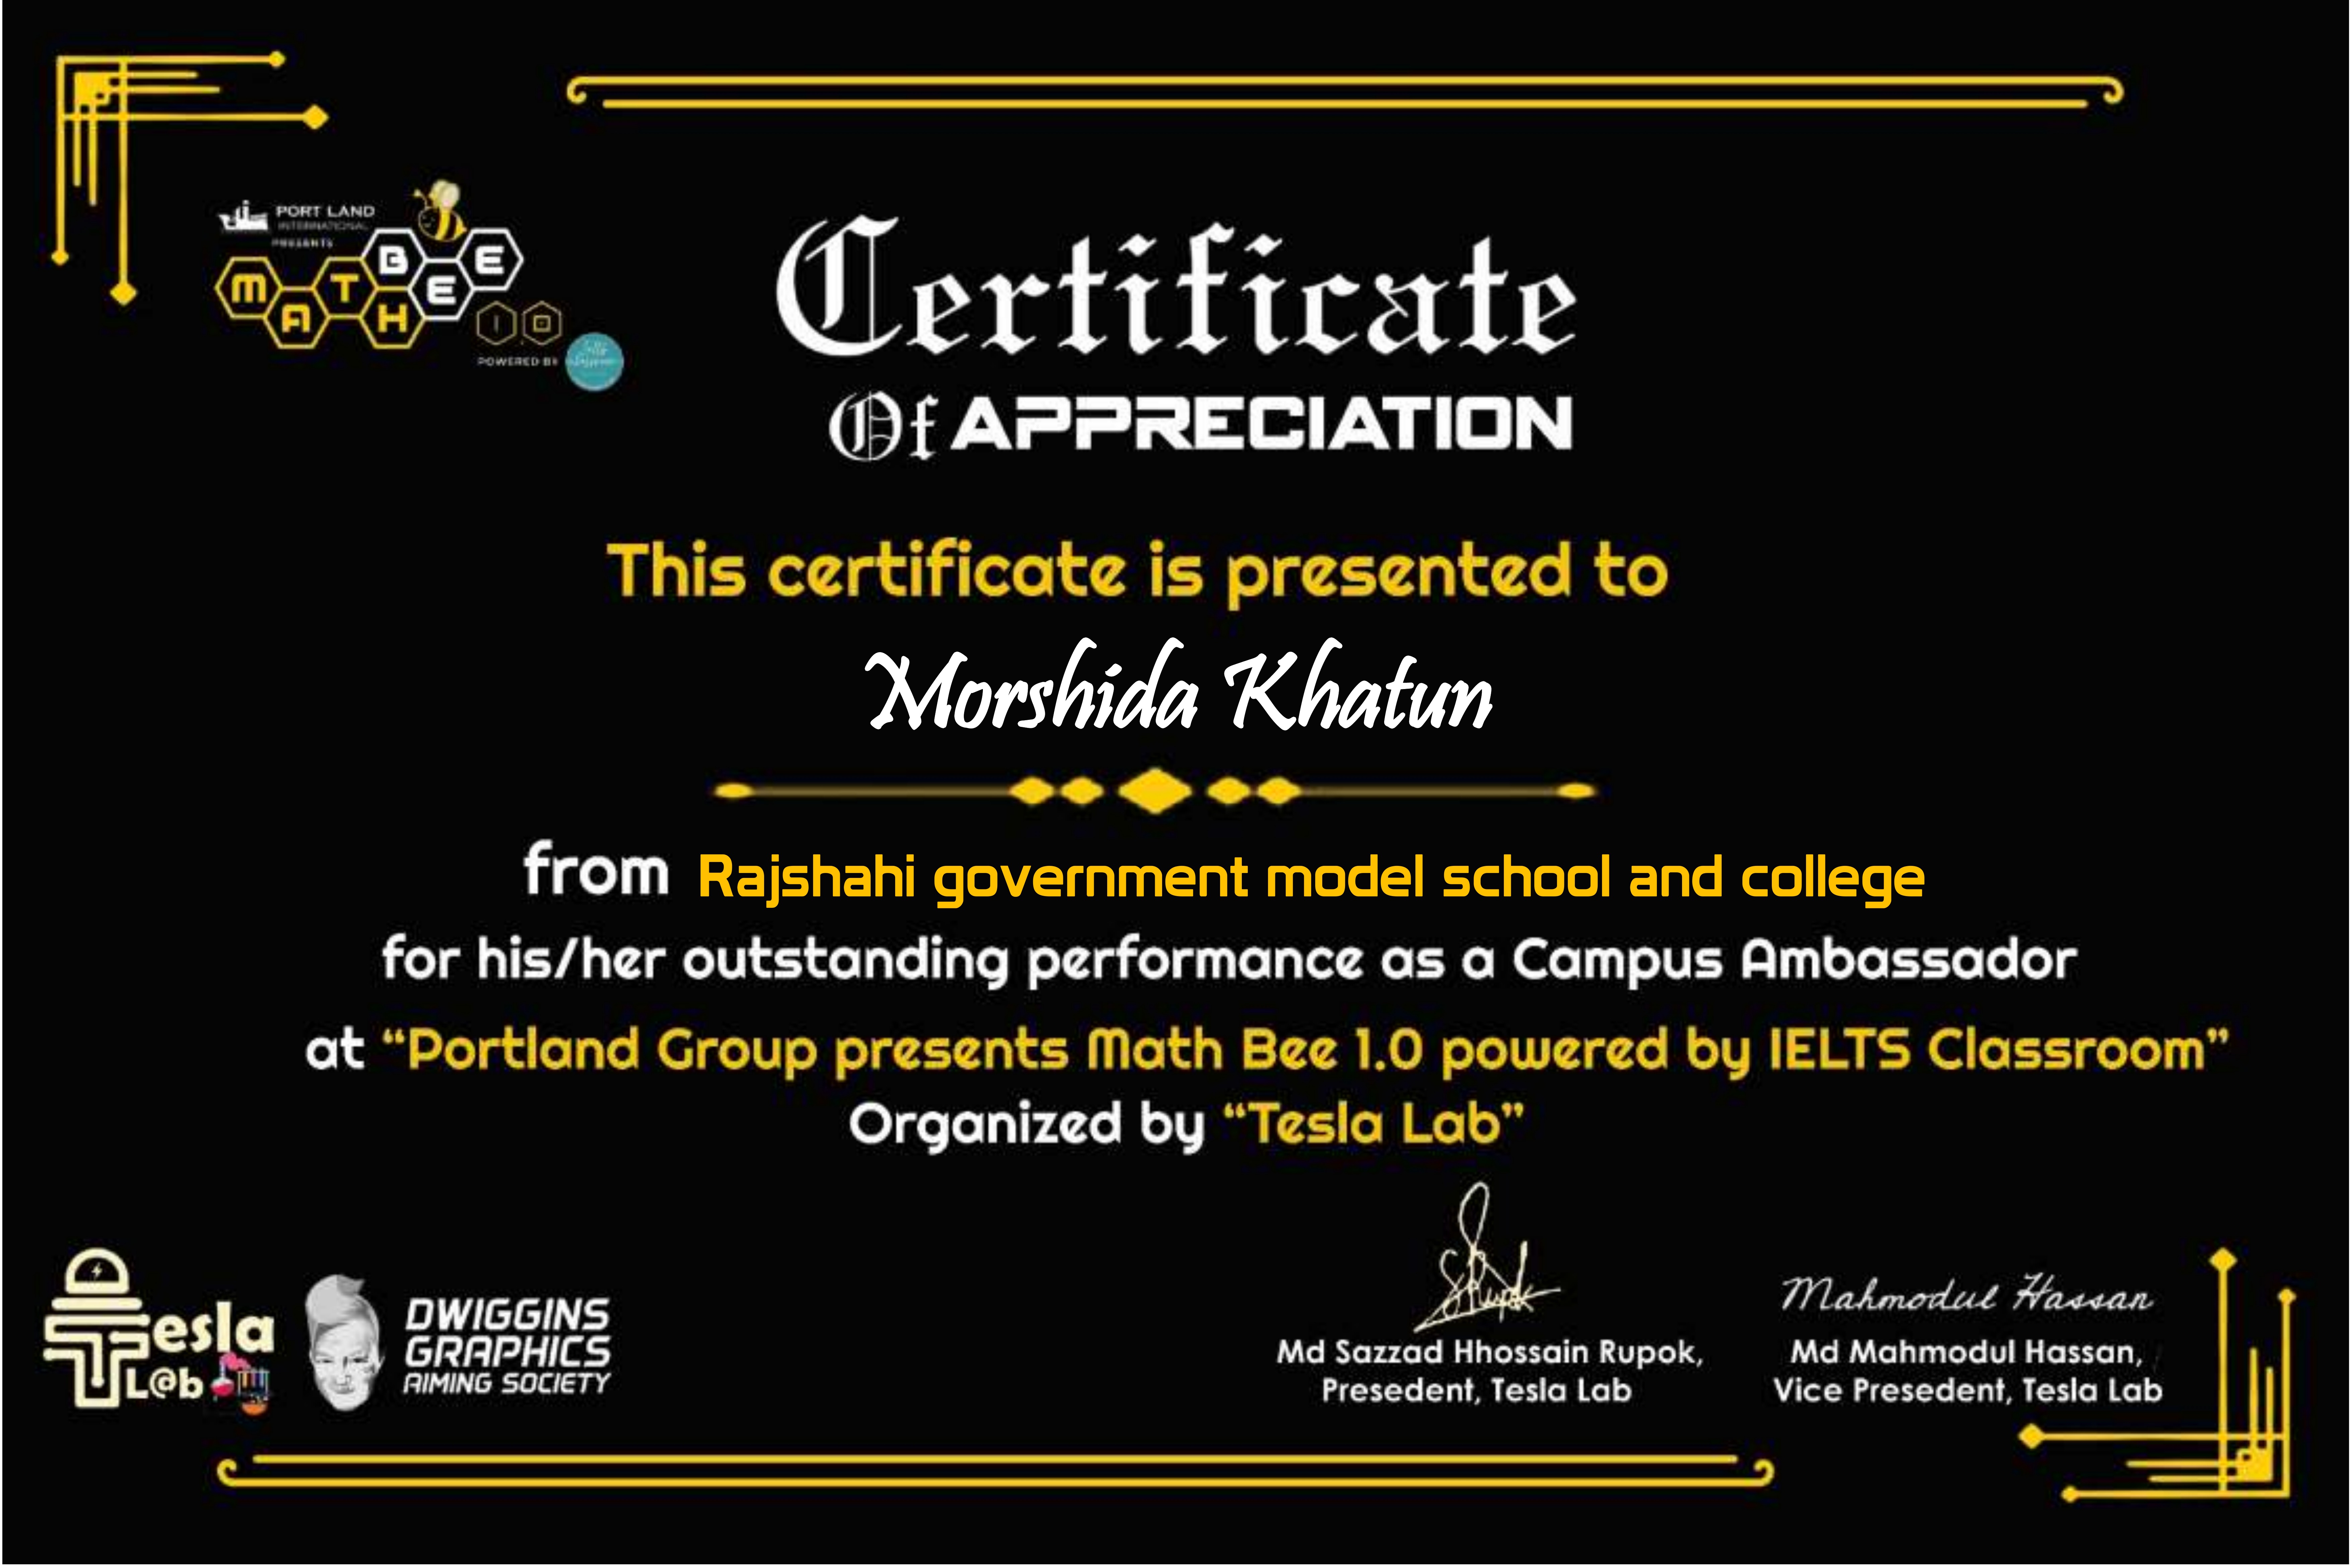 PORT LAND
INTERNATIONAL
PRESENTS
MATH BEE
1.0
POWERED BY
Certificate
Of APPRECIATION
This certificate is presented to
Morshida Khatun
from Rajshahi government model school and college
for his/her outstanding performance as a Campus Ambassador
at “Portland Group presents Math Bee 1.0 powered by IELTS Classroom”
Organized by “Tesla Lab”
Tesla
L@b
DWIGGINS
GRAPHICS
AIMING SOCIETY
Mahmodul Hassan
Md Sazzad Hhossain Rupok,
Presedent, Tesla Lab
Md Mahmodul Hassan,
Vice Presedent, Tesla Lab